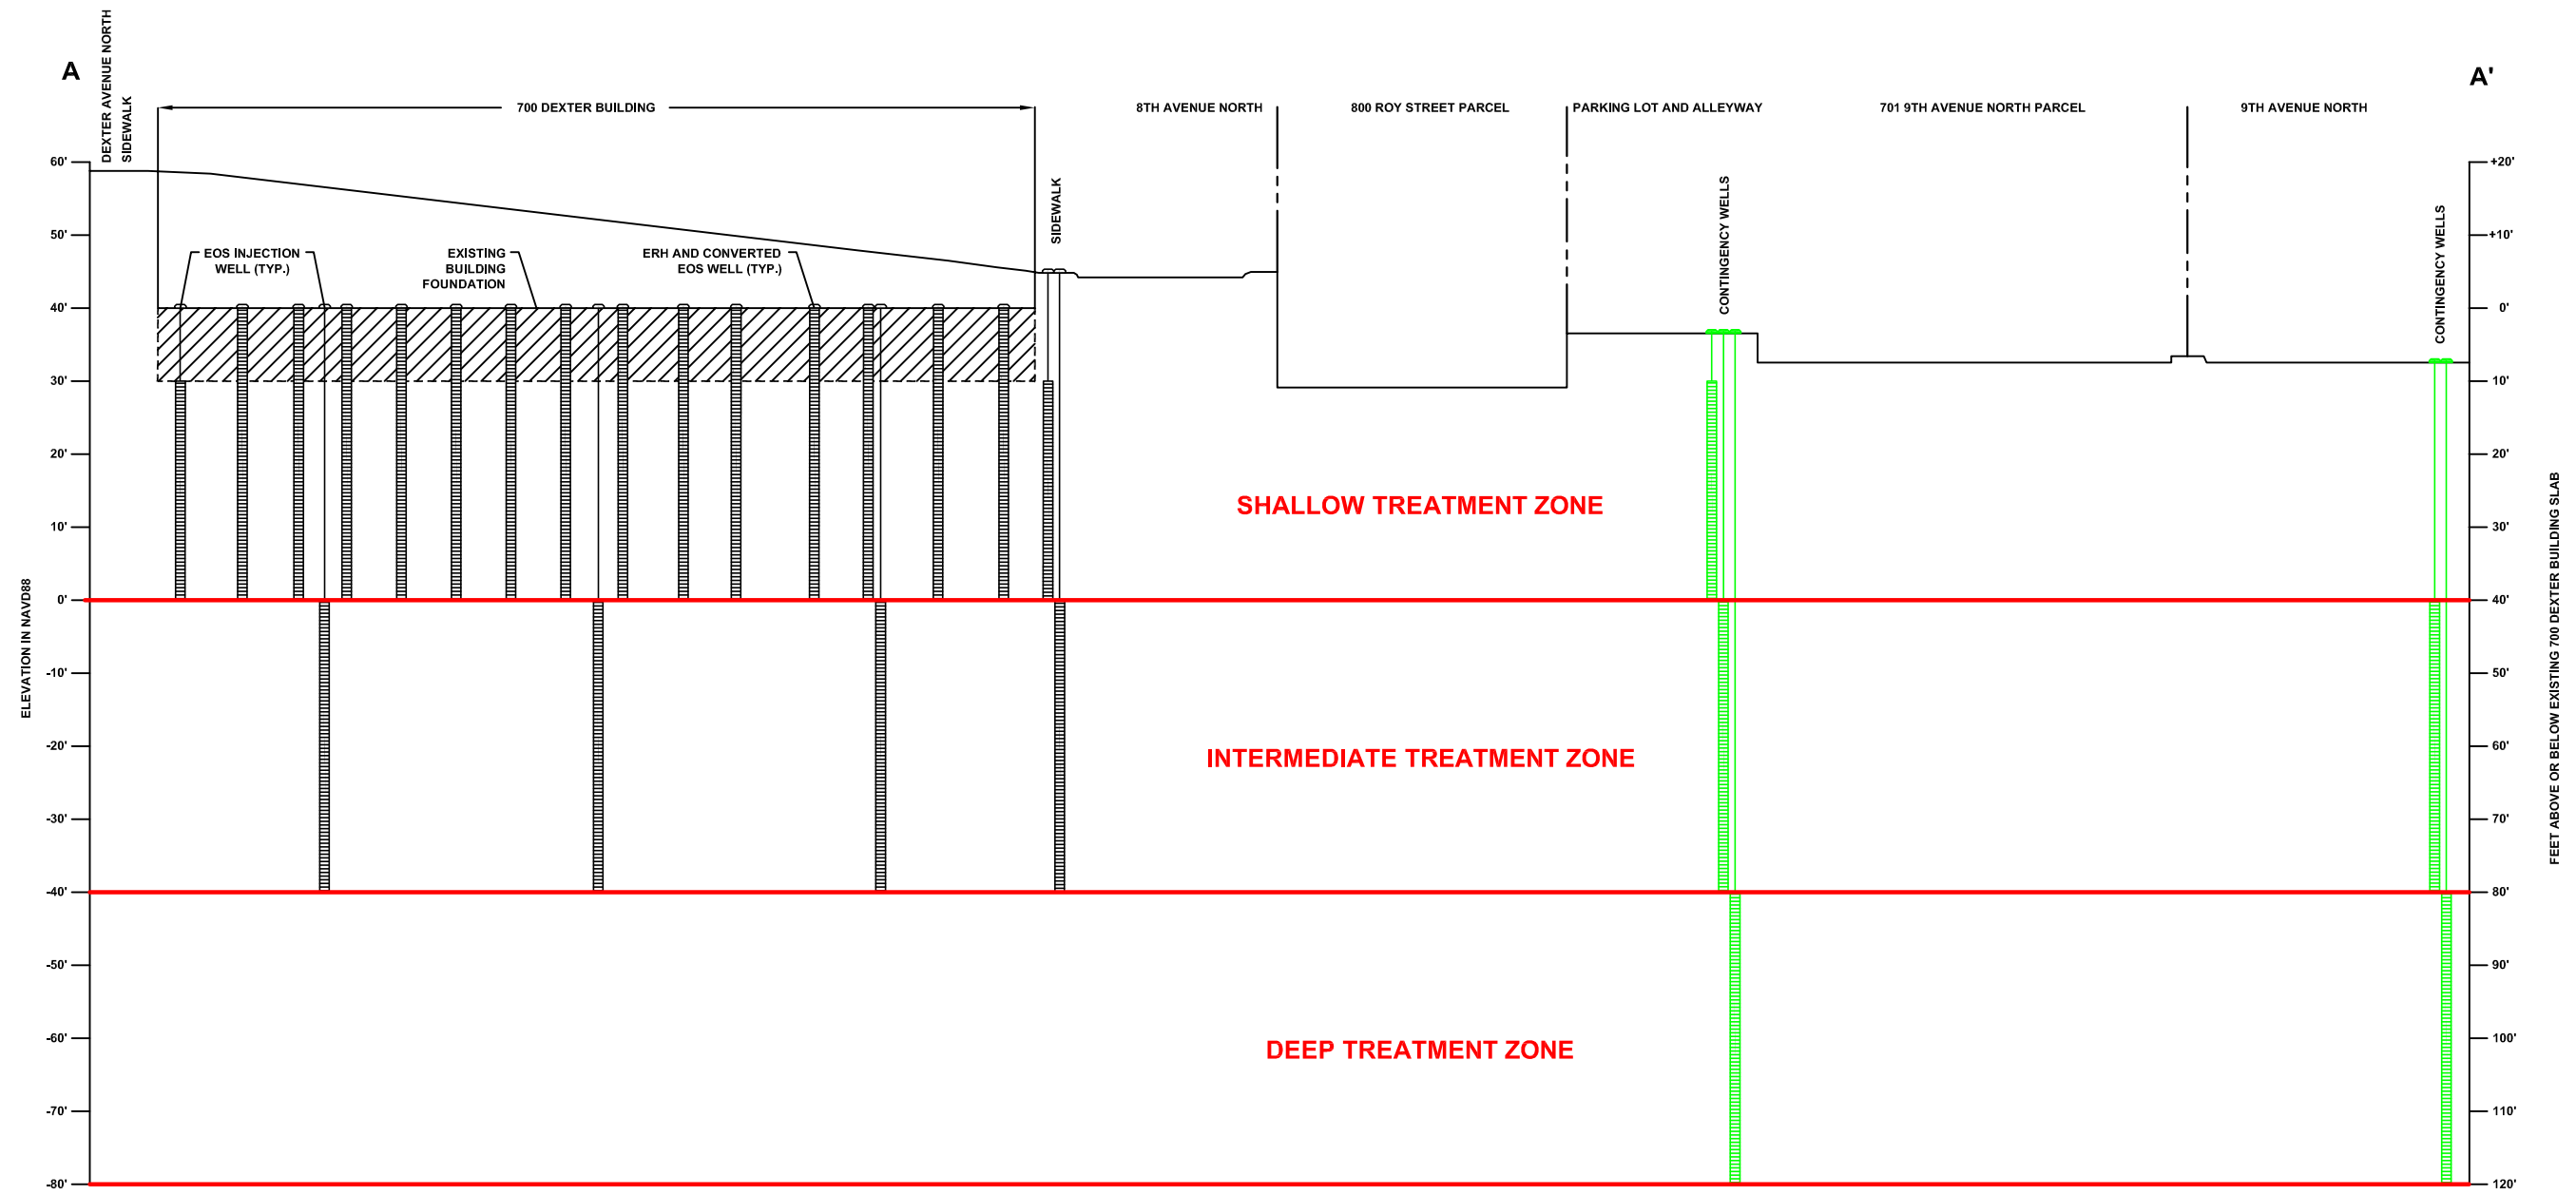 A
DEXTER AVENUE NORTH
SIDEWALK
700 DEXTER BUILDING
8TH AVENUE NORTH
800 ROY STREET PARCEL
PARKING LOT AND ALLEYWAY
701 9TH AVENUE NORTH PARCEL
9TH AVENUE NORTH
A'
SIDEWALK
CONTINGENCY WELLS
CONTINGENCY WELLS
EOS INJECTION
WELL (TYP.)
EXISTING
BUILDING
FOUNDATION
ERH AND CONVERTED
EOS WELL (TYP.)
60'
50'
40'
30'
20'
10'
0'
-10'
-20'
-30'
-40'
-50'
-60'
-70'
-80'
ELEVATION IN NAVD88
SHALLOW TREATMENT ZONE
INTERMEDIATE TREATMENT ZONE
DEEP TREATMENT ZONE
+20'
+10'
0'
10'
20'
30'
40'
50'
60'
70'
80'
90'
100'
110'
120'
FEET ABOVE OR BELOW EXISTING 700 DEXTER BUILDING SLAB